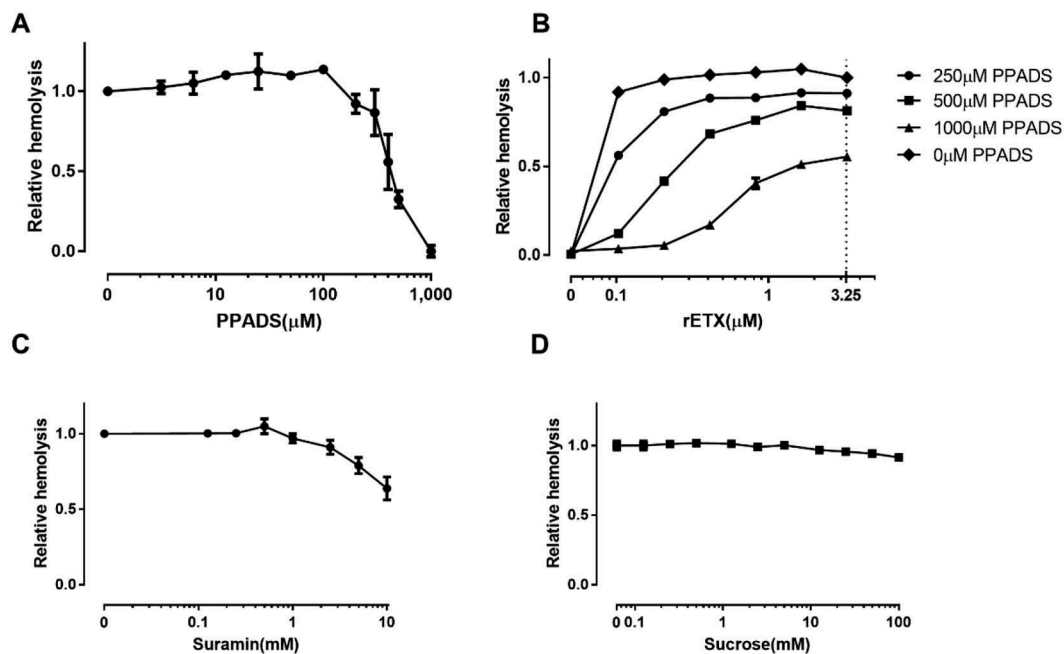 A
Relative hemolysis
1.0
0.5
0.0
0
10
100
1,000
PPADS(μM)
B
Relative hemolysis
1.0
0.5
0.0
0
0.1
1
3.25
rETX(μM)
250μM PPADS
500μM PPADS
1000μM PPADS
0μM PPADS
C
Relative hemolysis
1.0
0.5
0.0
0
0.1
1
10
Suramin(mM)
D
Relative hemolysis
1.0
0.5
0.0
0
0.1
1
10
100
Sucrose(mM)